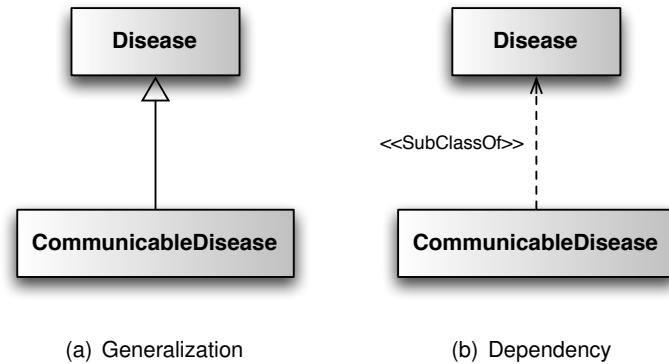 Disease
CommunicableDisease
(a) Generalization
Disease
<<SubClassOf>>
CommunicableDisease
(b) Dependency